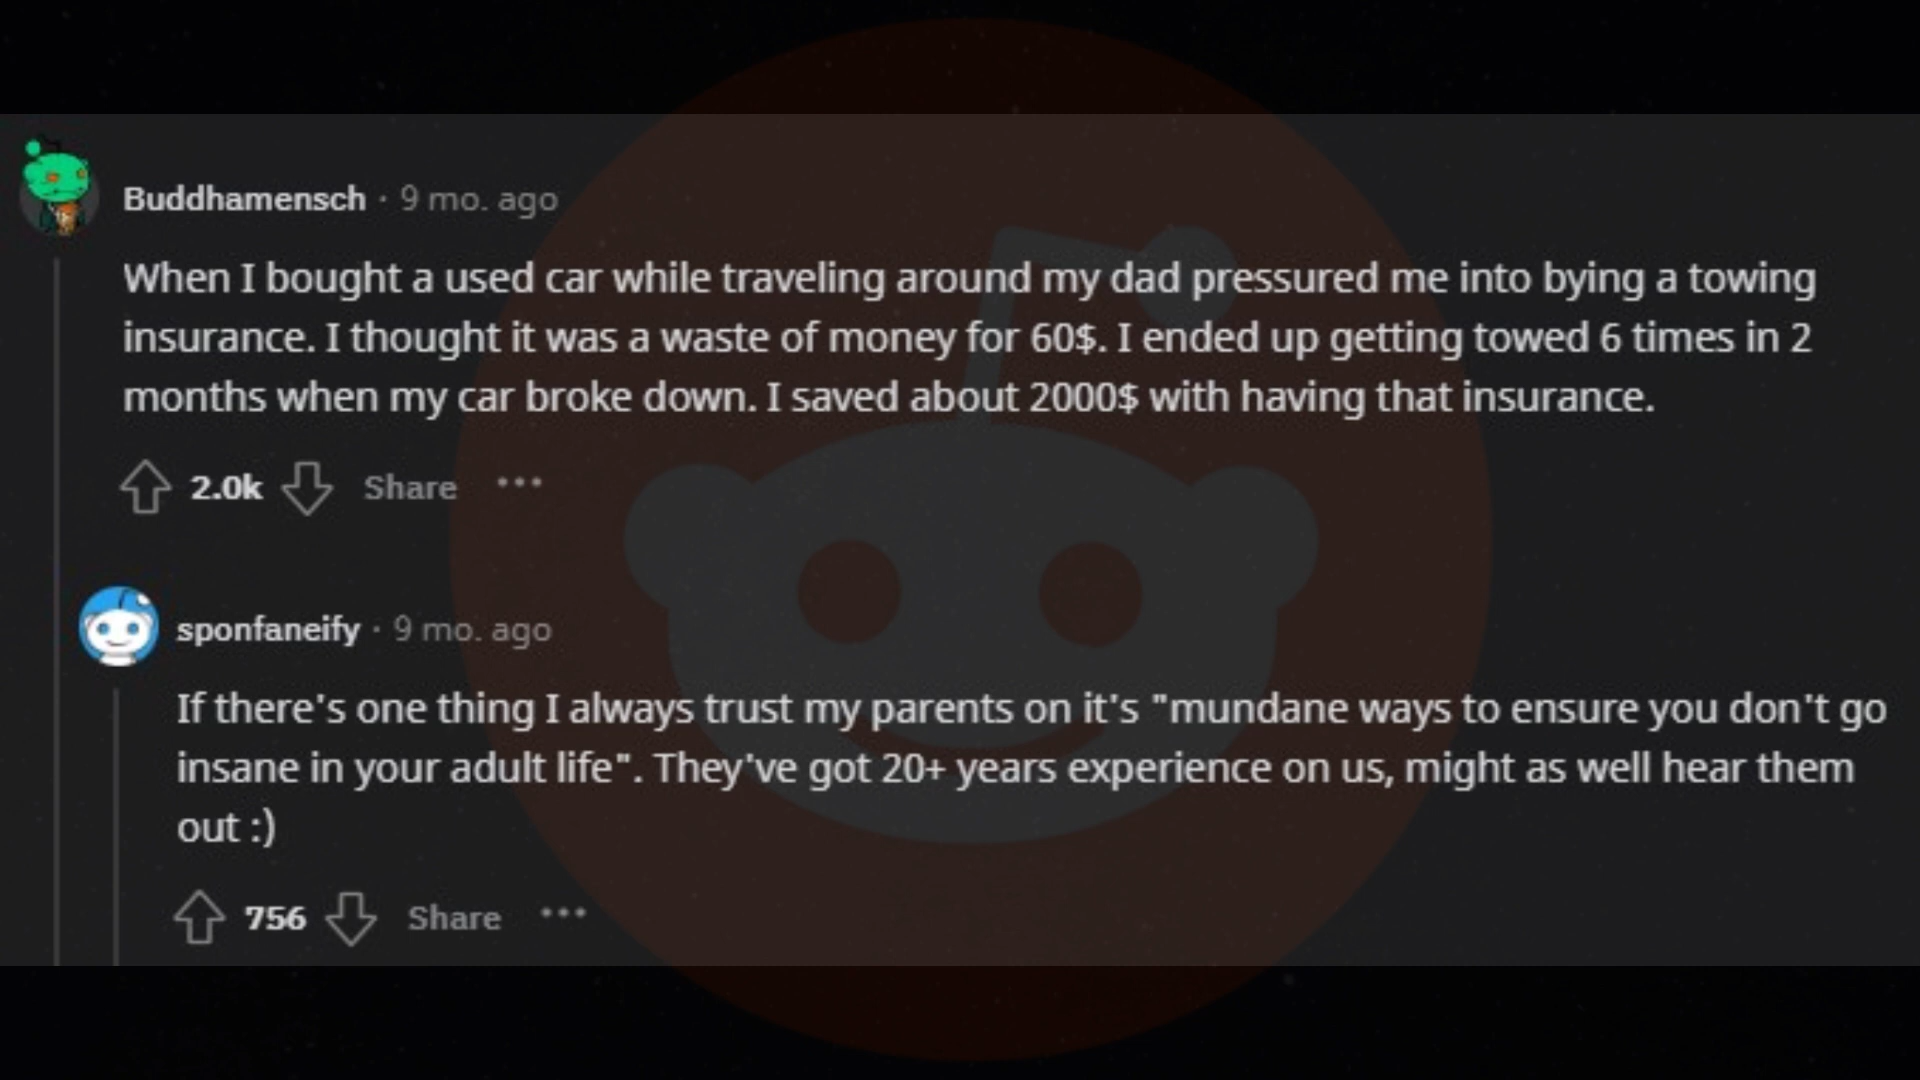 Buddhamensch · 9 mo. ago
When I bought a used car while traveling around my dad pressured me into bying a towing
insurance. I thought it was a waste of money for 60$. I ended up getting towed 6 times in 2
months when my car broke down. I saved about 2000$ with having that insurance.
2.0k Share ···
sponfaneify · 9 mo. ago
If there's one thing I always trust my parents on it's "mundane ways to ensure you don't go
insane in your adult life". They've got 20+ years experience on us, might as well hear them
out :)
756 Share ···